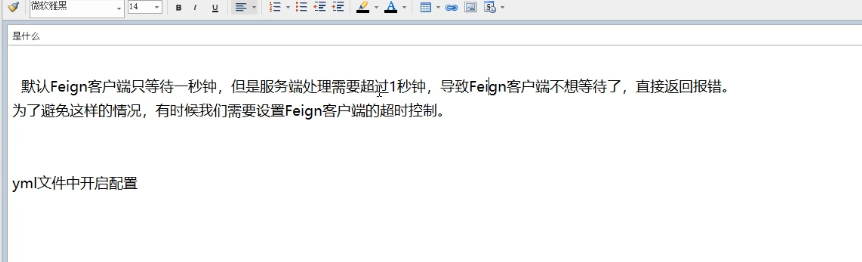 微软雅黑 14 B I U
是什么
默认Feign客户端只等待一秒钟，但是服务端处理需要超过1秒钟，导致Feign客户端不想等待了，直接返回报错。
为了避免这样的情况，有时候我们需要设置Feign客户端的超时控制。
yml文件中开启配置